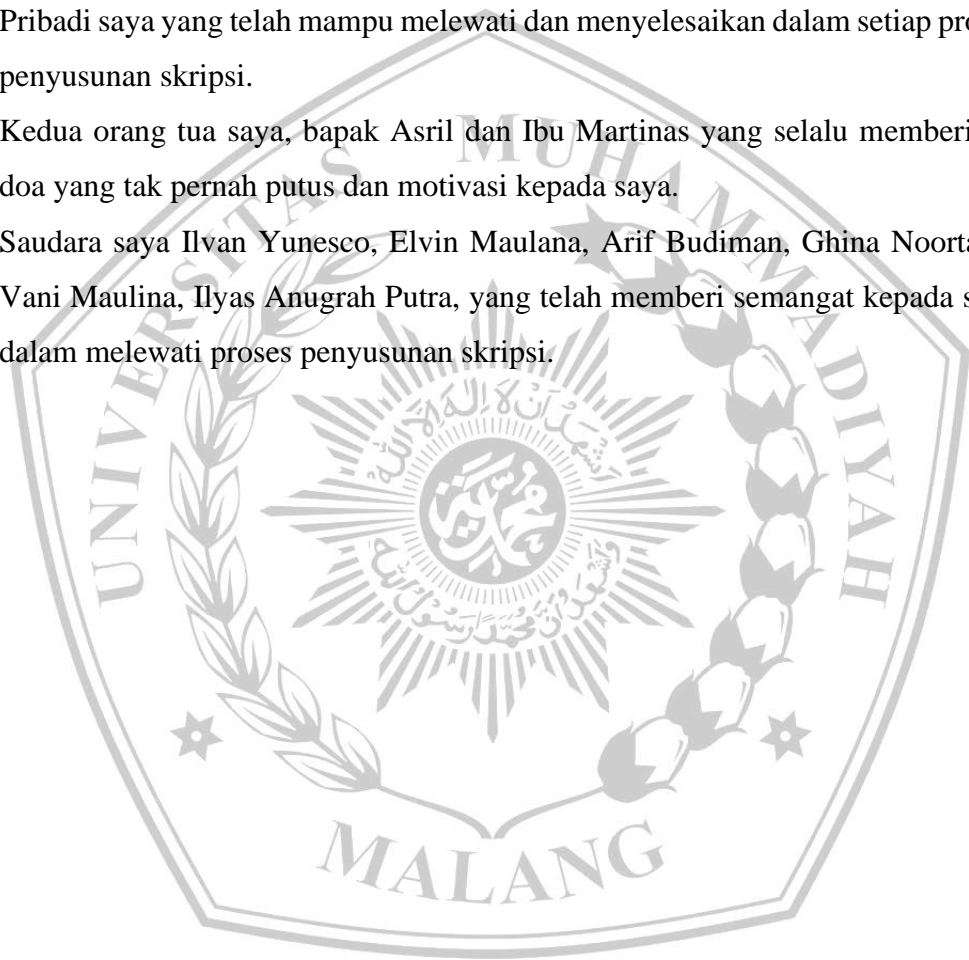 Pribadi saya yang telah mampu melewati dan menyelesaikan dalam setiap pro
penyusunan skripsi.
Kedua orang tua saya, bapak Asril dan Ibu Martinas yang selalu memberi
doa yang tak pernah putus dan motivasi kepada saya.
Saudara saya Ilvan Yunesco, Elvin Maulana, Arif Budiman, Ghina Noorta
Vani Maulina, Ilyas Anugrah Putra, yang telah memberi semangat kepada s
dalam melewati proses penyusunan skripsi.
UNIVERSITAS MUHAMMADIYAH
MALANG